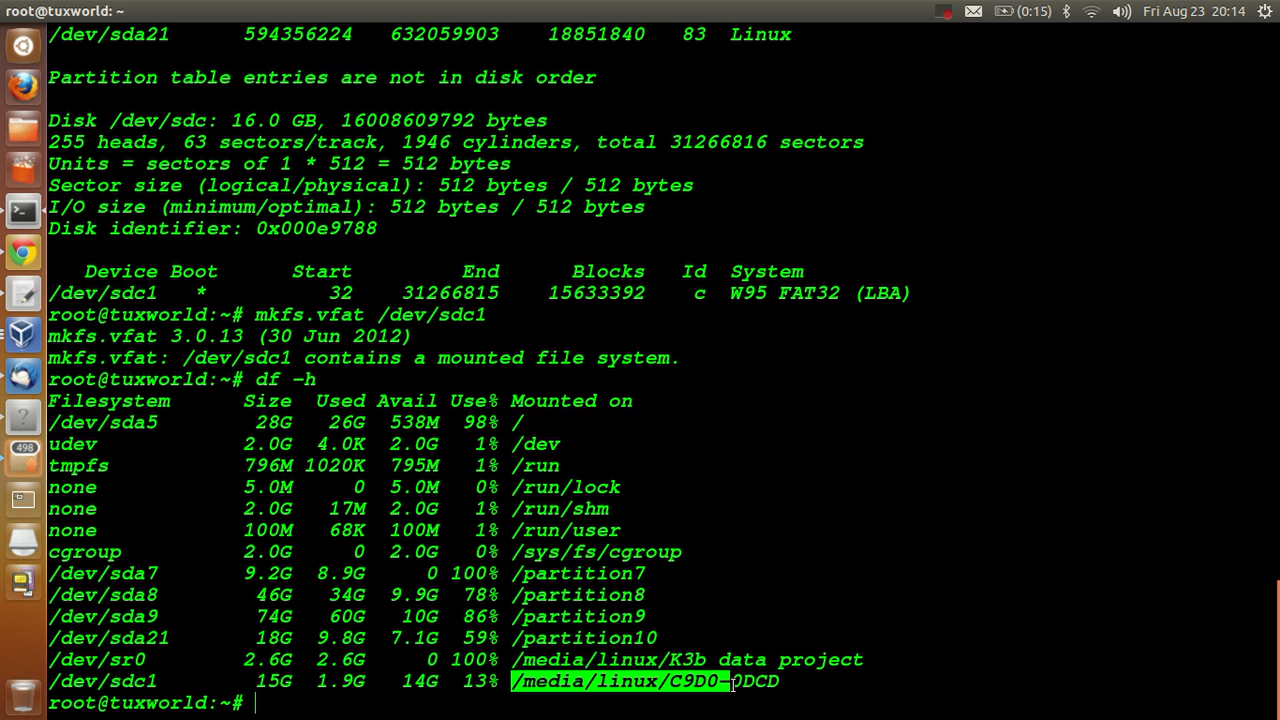 root@tuxworld: ~
(0:15) Fri Aug 23 20:14
/dev/sda21 594356224 632059903 18851840 83 Linux
Partition table entries are not in disk order
Disk /dev/sdc: 16.0 GB, 16008609792 bytes
255 heads, 63 sectors/track, 1946 cylinders, total 31266816 sectors
Units = sectors of 1 * 512 = 512 bytes
Sector size (logical/physical): 512 bytes / 512 bytes
I/O size (minimum/optimal): 512 bytes / 512 bytes
Disk identifier: 0x000e9788
Device Boot Start End Blocks Id System
/dev/sdc1 * 32 31266815 15633392 c W95 FAT32 (LBA)
root@tuxworld:~# mkfs.vfat /dev/sdc1
mkfs.vfat 3.0.13 (30 Jun 2012)
mkfs.vfat: /dev/sdc1 contains a mounted file system.
root@tuxworld:~# df -h
Filesystem Size Used Avail Use% Mounted on
/dev/sda5 28G 26G 538M 98% /
udev 2.0G 4.0K 2.0G 1% /dev
tmpfs 796M 1020K 795M 1% /run
none 5.0M 0 5.0M 0% /run/lock
none 2.0G 17M 2.0G 1% /run/shm
none 100M 68K 100M 1% /run/user
cgroup 2.0G 0 2.0G 0% /sys/fs/cgroup
/dev/sda7 9.2G 8.9G 0 100% /partition7
/dev/sda8 46G 34G 9.9G 78% /partition8
/dev/sda9 74G 60G 10G 86% /partition9
/dev/sda21 18G 9.8G 7.1G 59% /partition10
/dev/sr0 2.6G 2.6G 0 100% /media/linux/K3b data project
/dev/sdc1 15G 1.9G 14G 13% /media/linux/C9D0-0DCD
root@tuxworld:~#
498